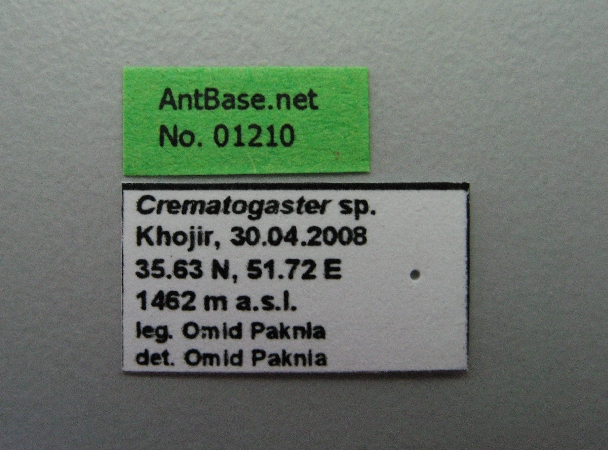 AntBase.net
No. 01210
Crematogaster sp.
Khojir, 30.04.2008
35.63 N, 51.72 E
1462 m a.s.l.
leg. Omid Paknia
det. Omid Paknia